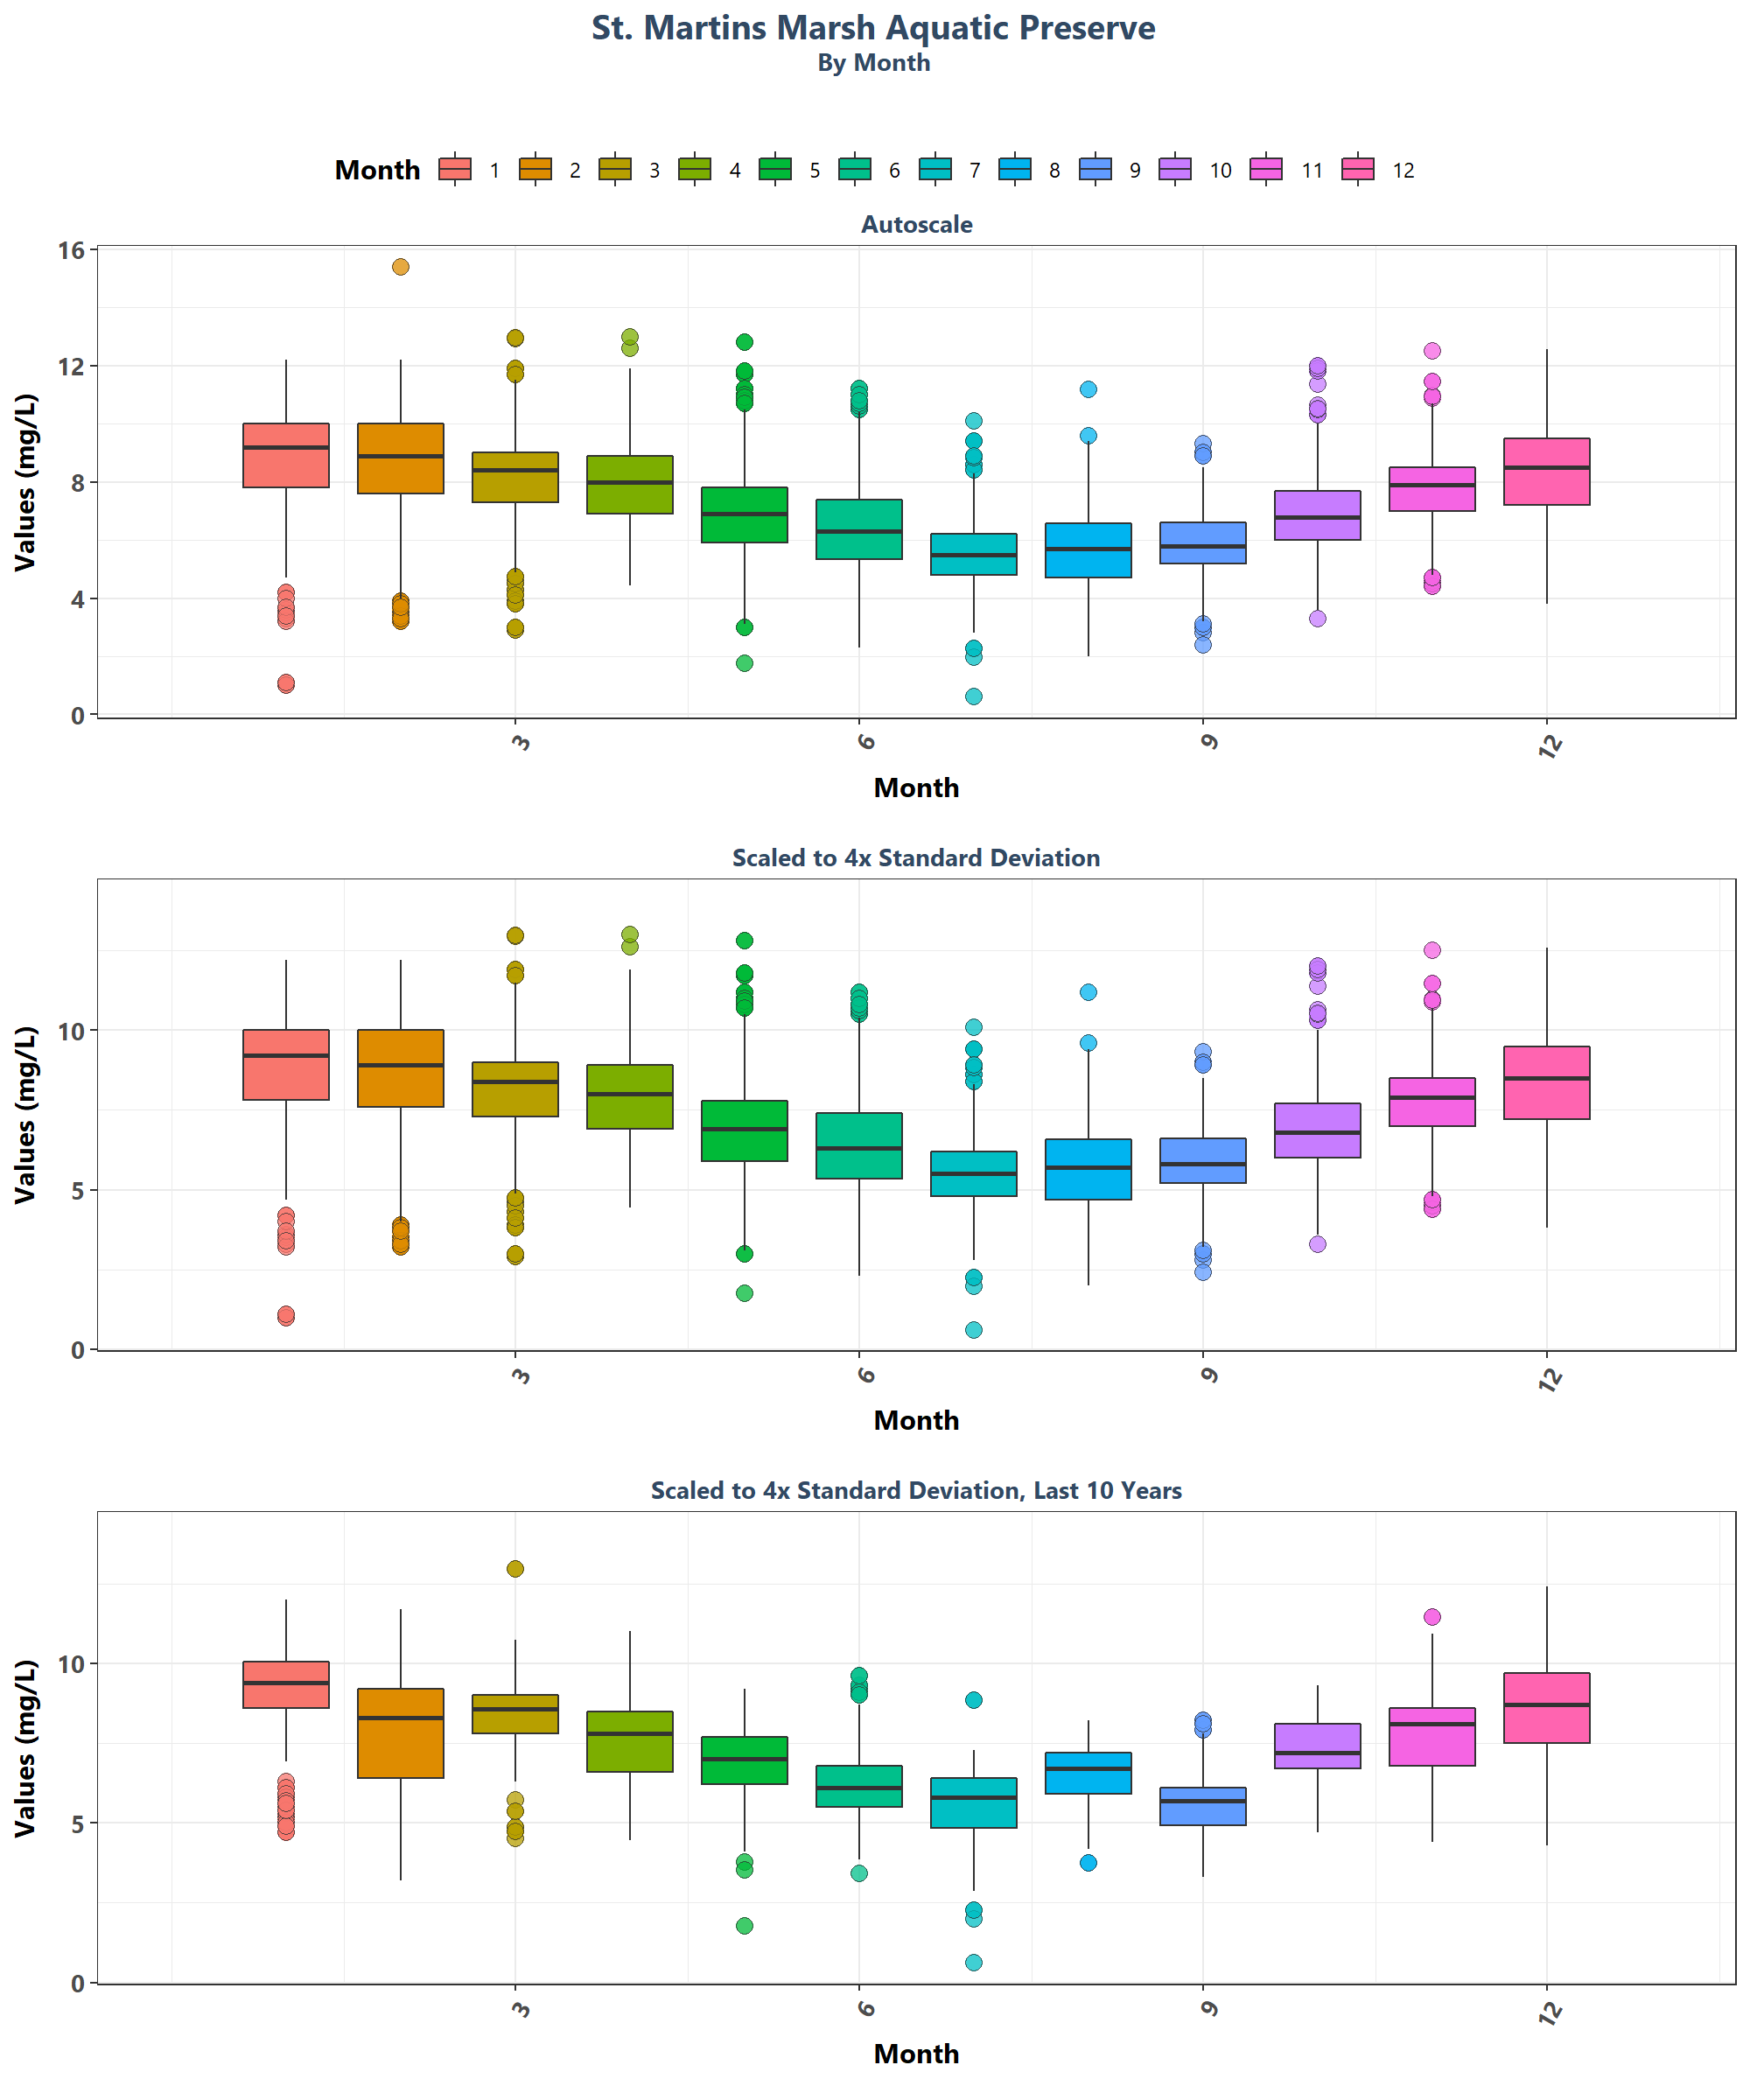 St. Martins Marsh Aquatic Preserve
By Month
Month 1 2 3 4 5 6 7 8 9 10 11 12
Autoscale
Values (mg/L)
16
12
8
4
0
3 6 9 12
Month
Scaled to 4x Standard Deviation
Values (mg/L)
10
5
0
3 6 9 12
Month
Scaled to 4x Standard Deviation, Last 10 Years
Values (mg/L)
10
5
0
3 6 9 12
Month